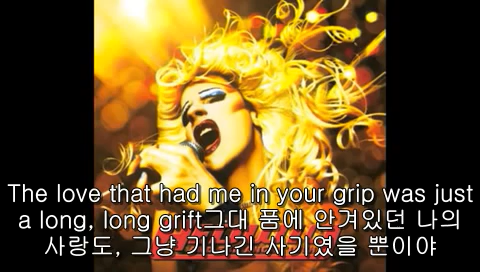 The love that had me in your grip was just
a long, long grift그대 품에 안겨있던 나의
사랑도, 그냥 기나긴 사기였을 뿐이야